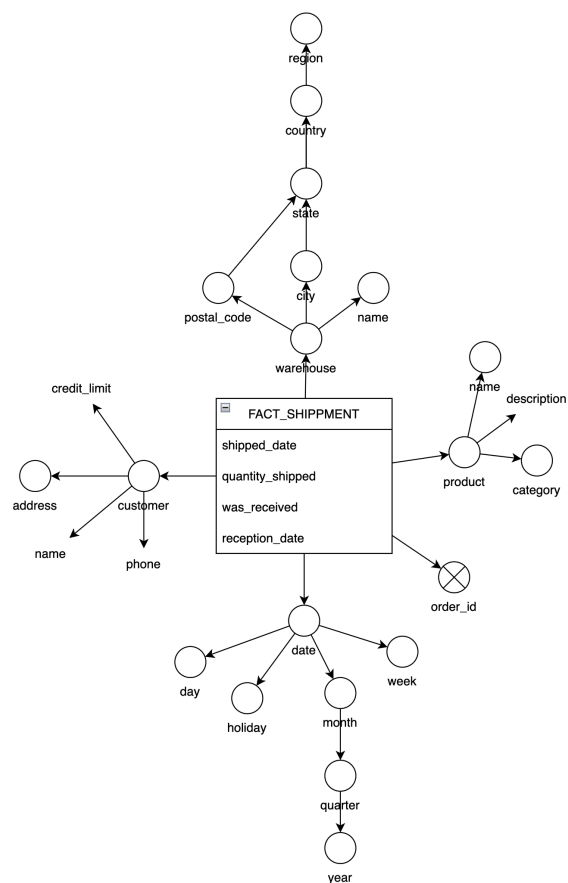 region
country
state
city
postal_code
name
warehouse
name
credit_limit
description
FACT_SHIPPMENT
shipped_date
quantity_shipped
was_received
reception_date
product
category
address
customer
name
phone
order_id
date
day
week
holiday
month
quarter
year